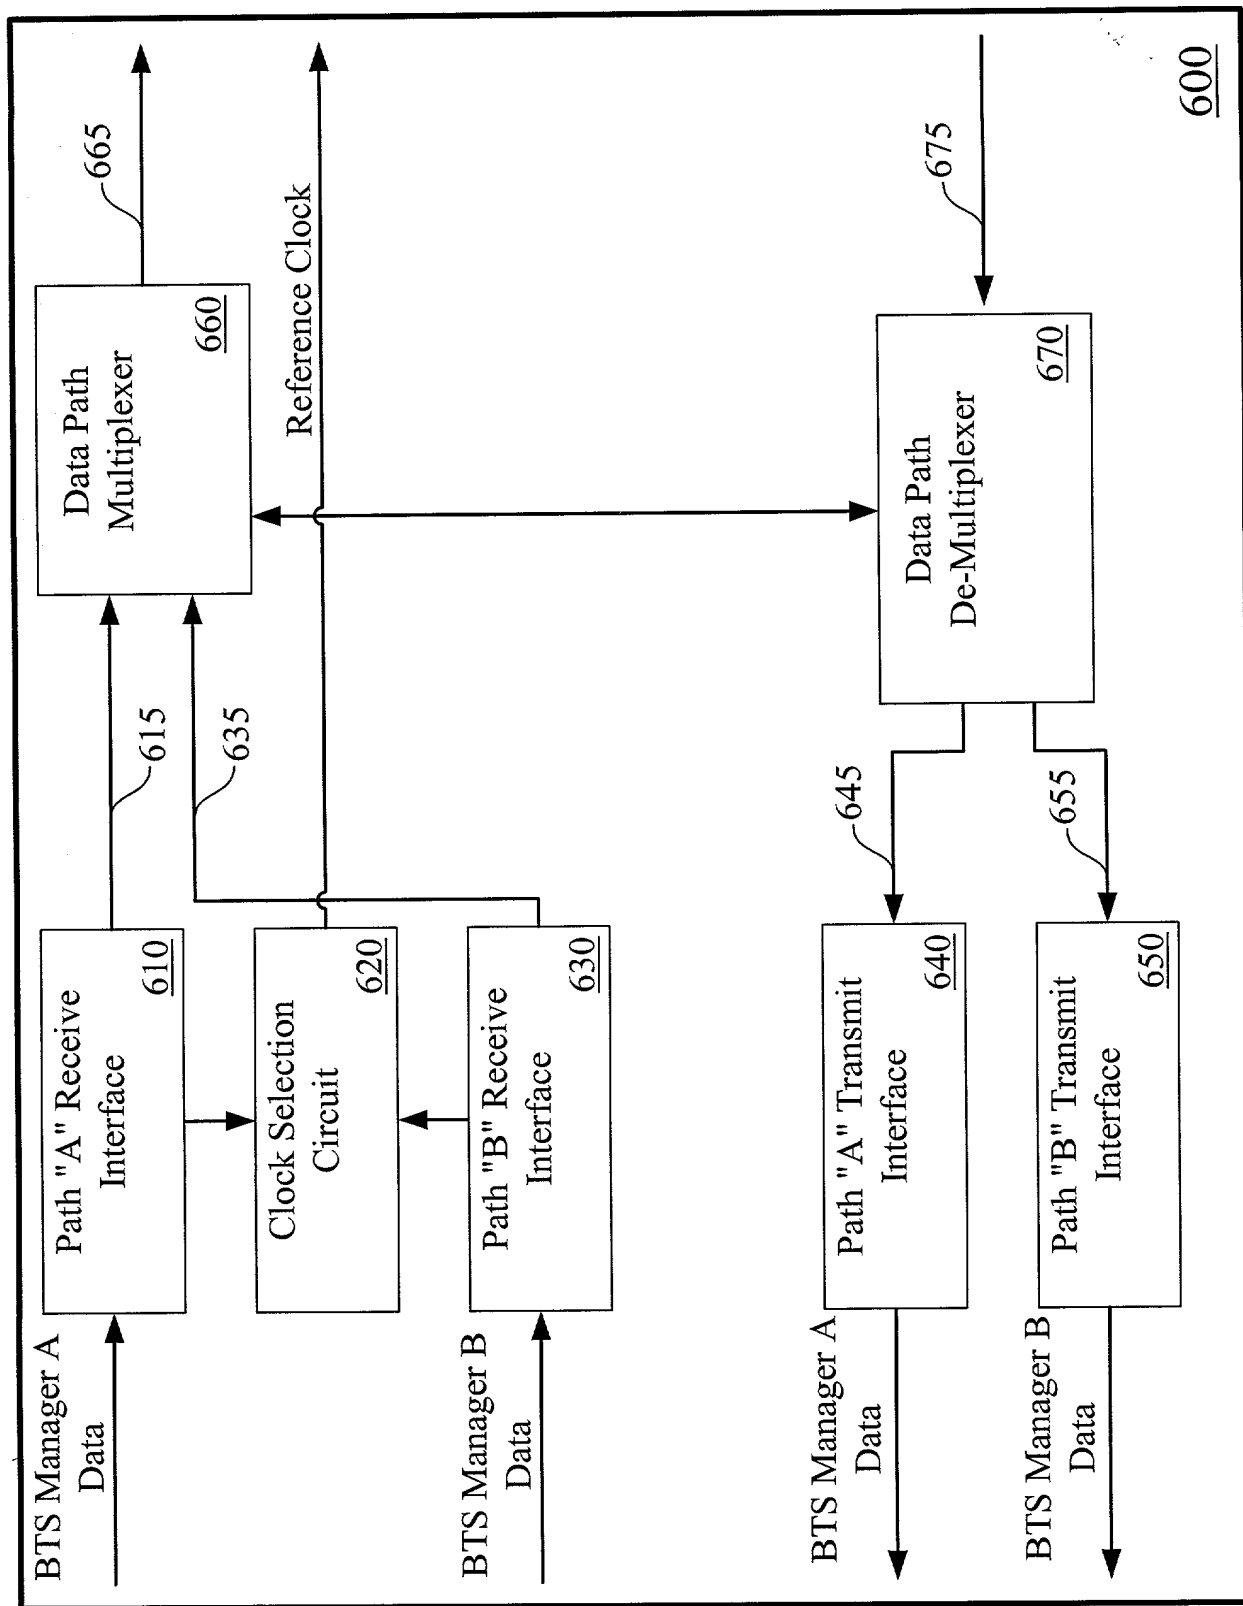 BTS Manager A
Data
Path "A" Receive
Interface
610
615
Data Path
Multiplexer
660
665
Clock Selection
Circuit
620
635
Reference Clock
BTS Manager B
Data
Path "B" Receive
Interface
630
BTS Manager A
Data
Path "A" Transmit
Interface
640
645
Data Path
De-Multiplexer
670
675
BTS Manager B
Data
Path "B" Transmit
Interface
650
655
600